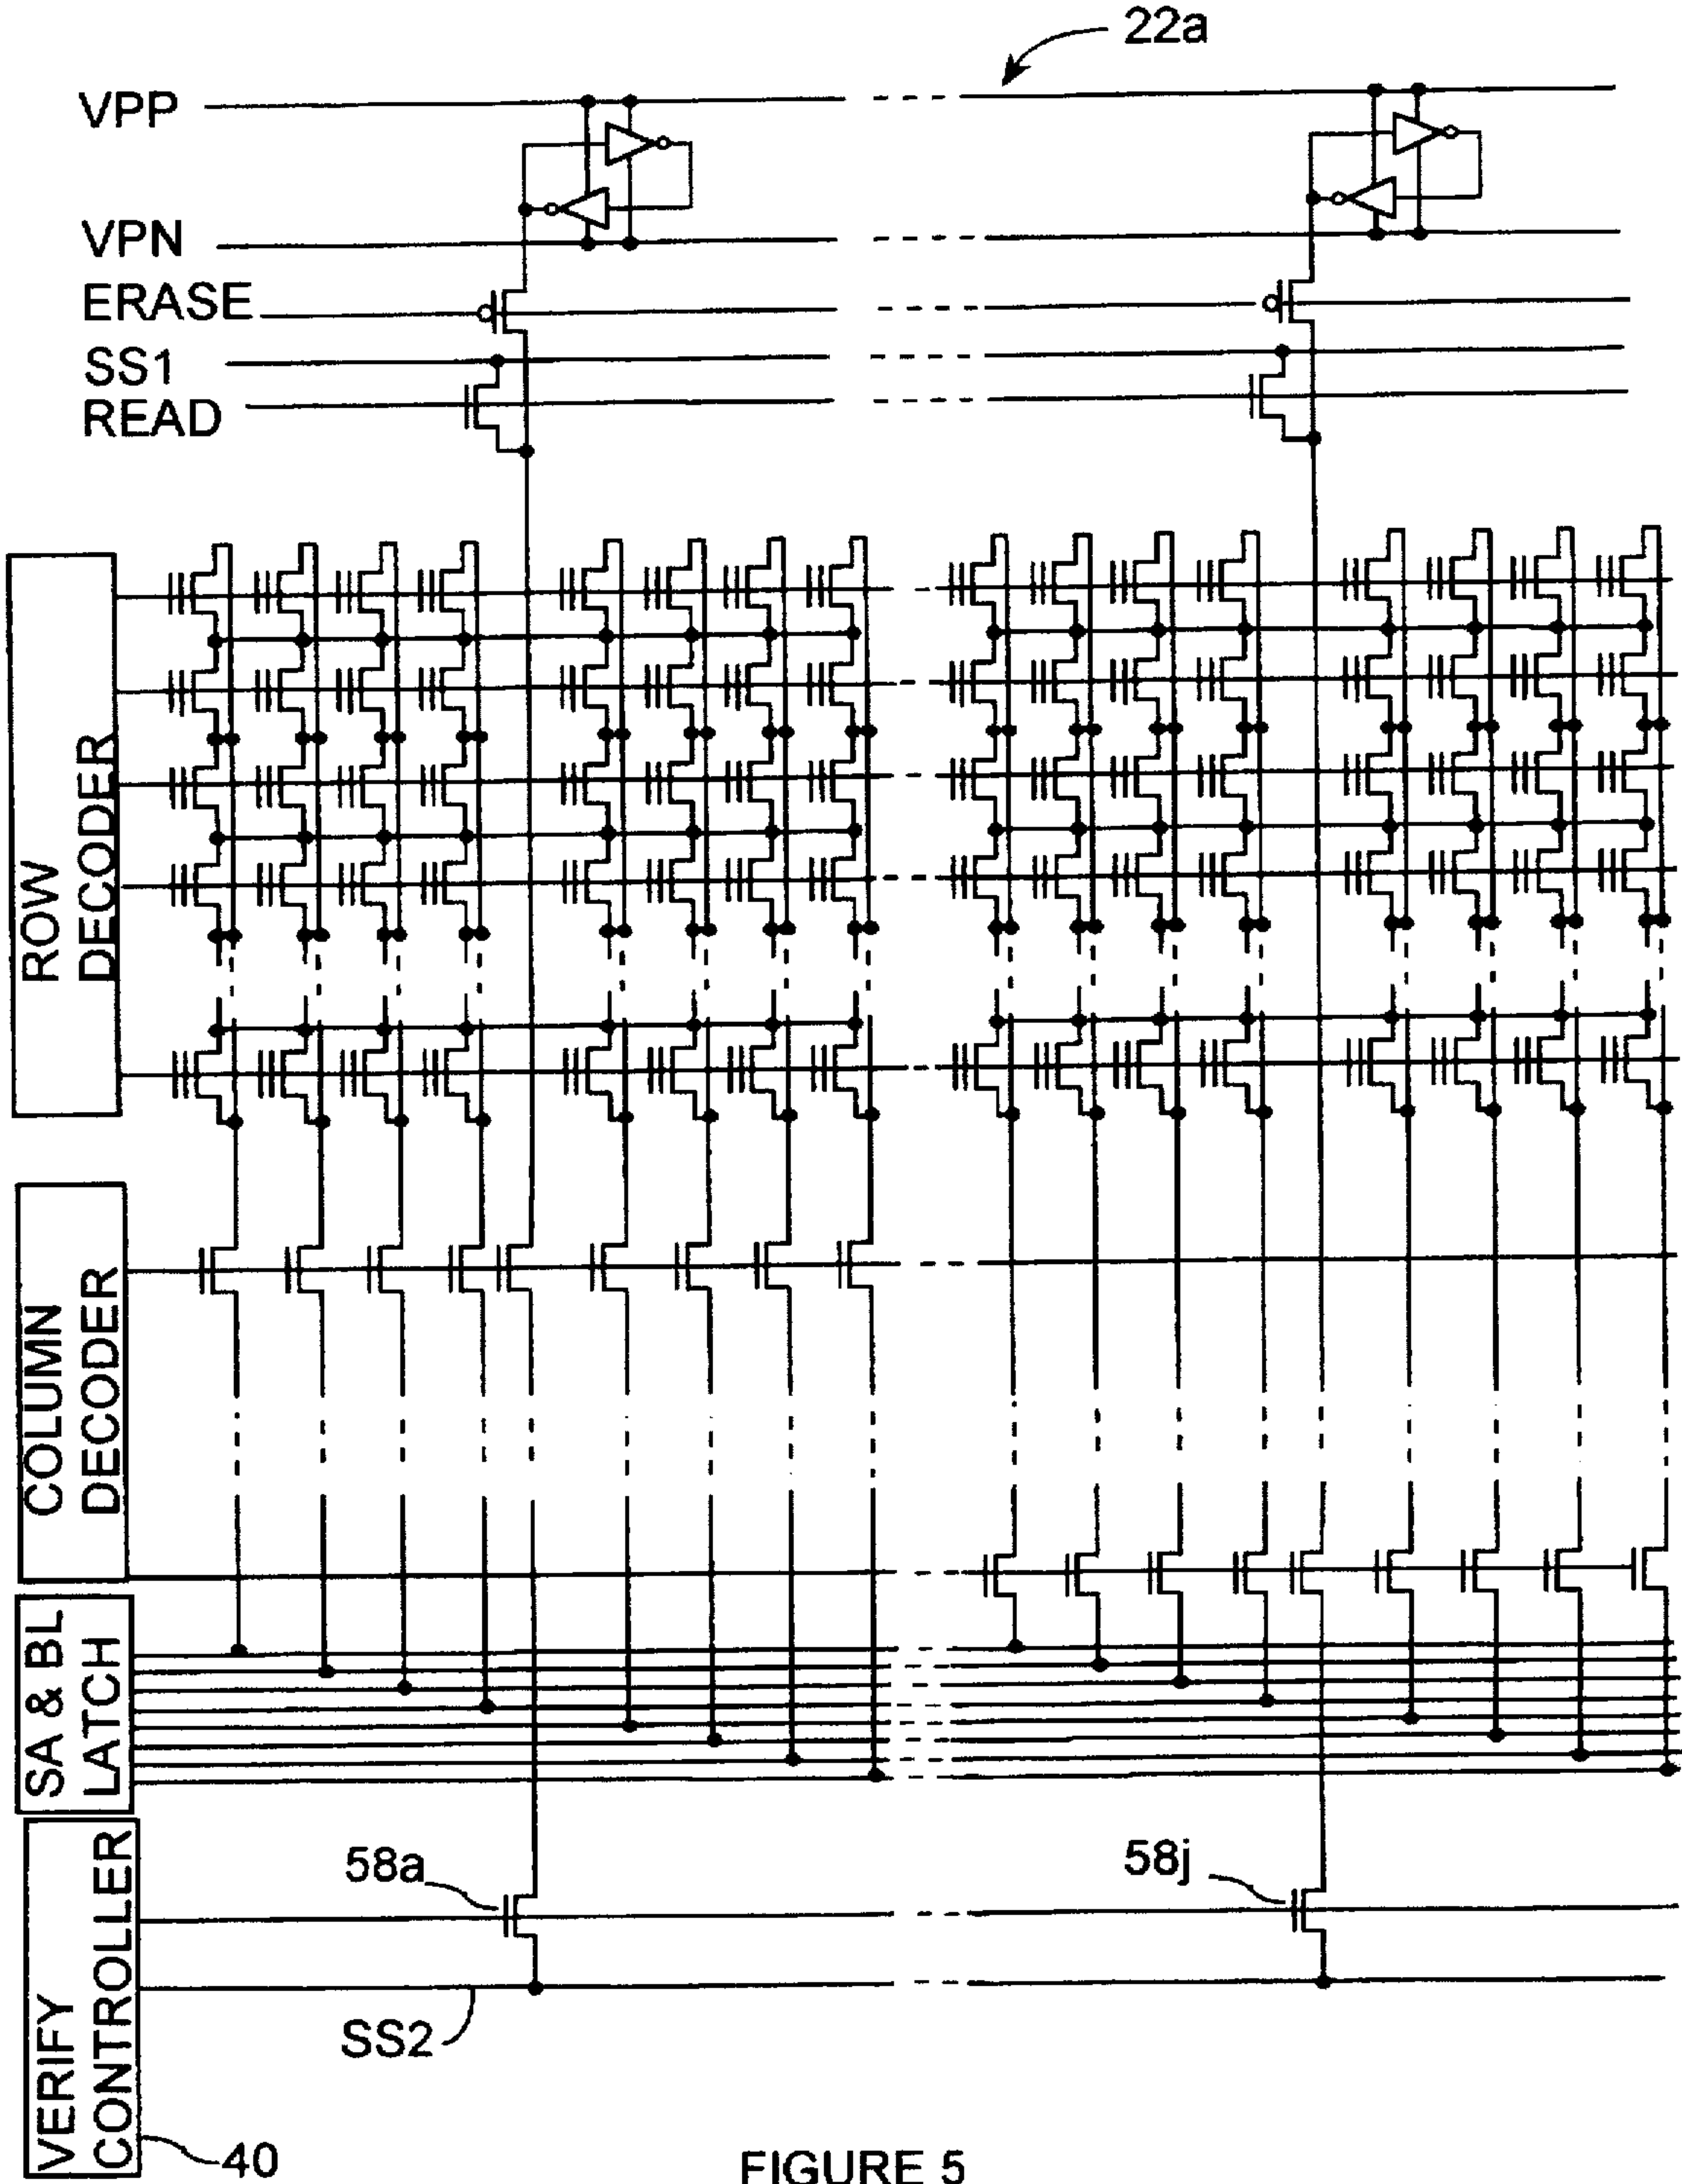 22a
VPP
VPN
ERASE
SS1
READ
ROW
DECODER
COLUMN
DECODER
SA & BL
LATCH
VERIFY
CONTROLLER
58a
58j
SS2
40
FIGURE 5